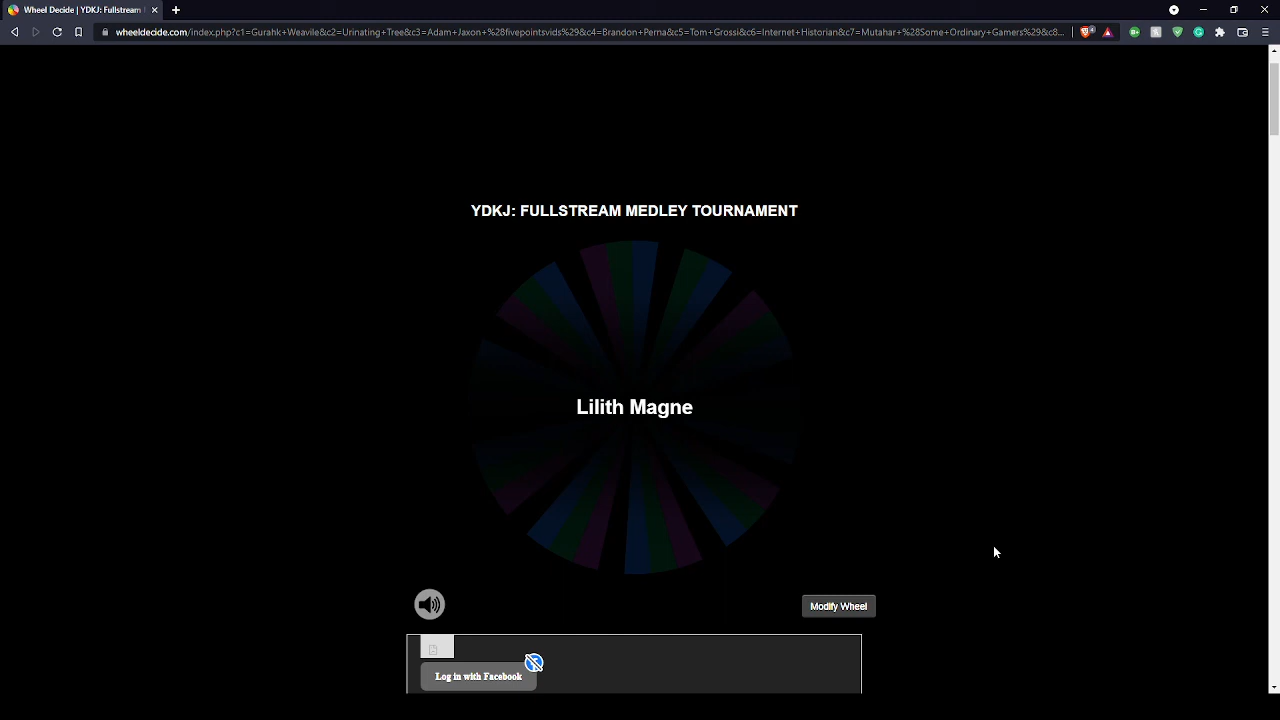 Wheel Decide | YDKJ: Fullstream
wheeldecide.com/index.php?c1=Gurahk+Weavile&c2=Urinating+Tree&c3=Adam+Jaxon+%28fivepointsvids%29&c4=Brandon+Perna&c5=Tom+Grossi&c6=Internet+Historian&c7=Mutahar+%28Some+Ordinary+Gamers%29&c8...
YDKJ: FULLSTREAM MEDLEY TOURNAMENT
Lilith Magne
Modify Wheel
Log in with Facebook